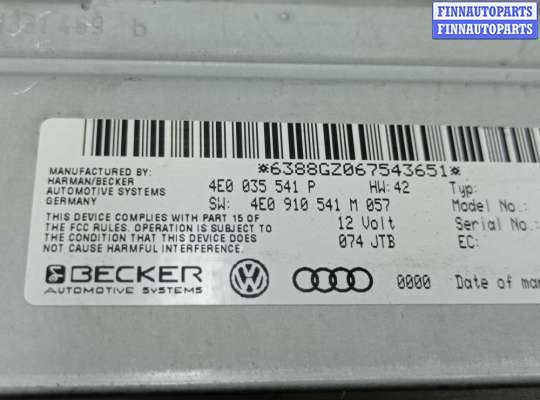 FINNAUTOPARTS
FINNAUTOPARTS
FINNAUTOPARTS
*6388GZ067543651*
MANUFACTURED BY:
HARMAN/BECKER
AUTOMOTIVE SYSTEMS
GERMANY
4E0 035 541 P HW:42 Typ:
SW: 4E0 910 541 M 057 Model No.:
THIS DEVICE COMPLIES WITH PART 15 OF
THE FCC RULES. OPERATION IS SUBJECT TO
THE CONDITION THAT THIS DEVICE DOES
NOT CAUSE HARMFUL INTERFERENCE.
12 Volt Serial No.:
074 JTB EC:
BECKER
AUTOMOTIVE SYSTEMS
0000 Date of man